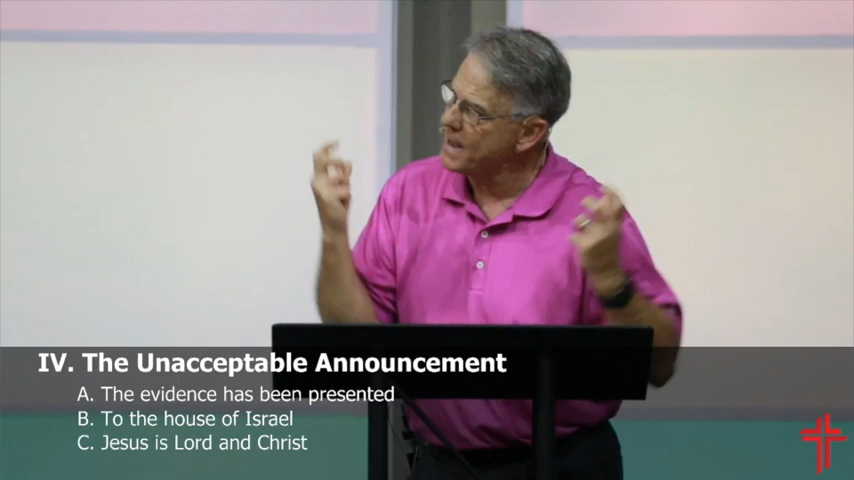 IV. The Unacceptable Announcement
A. The evidence has been presented
B. To the house of Israel
C. Jesus is Lord and Christ